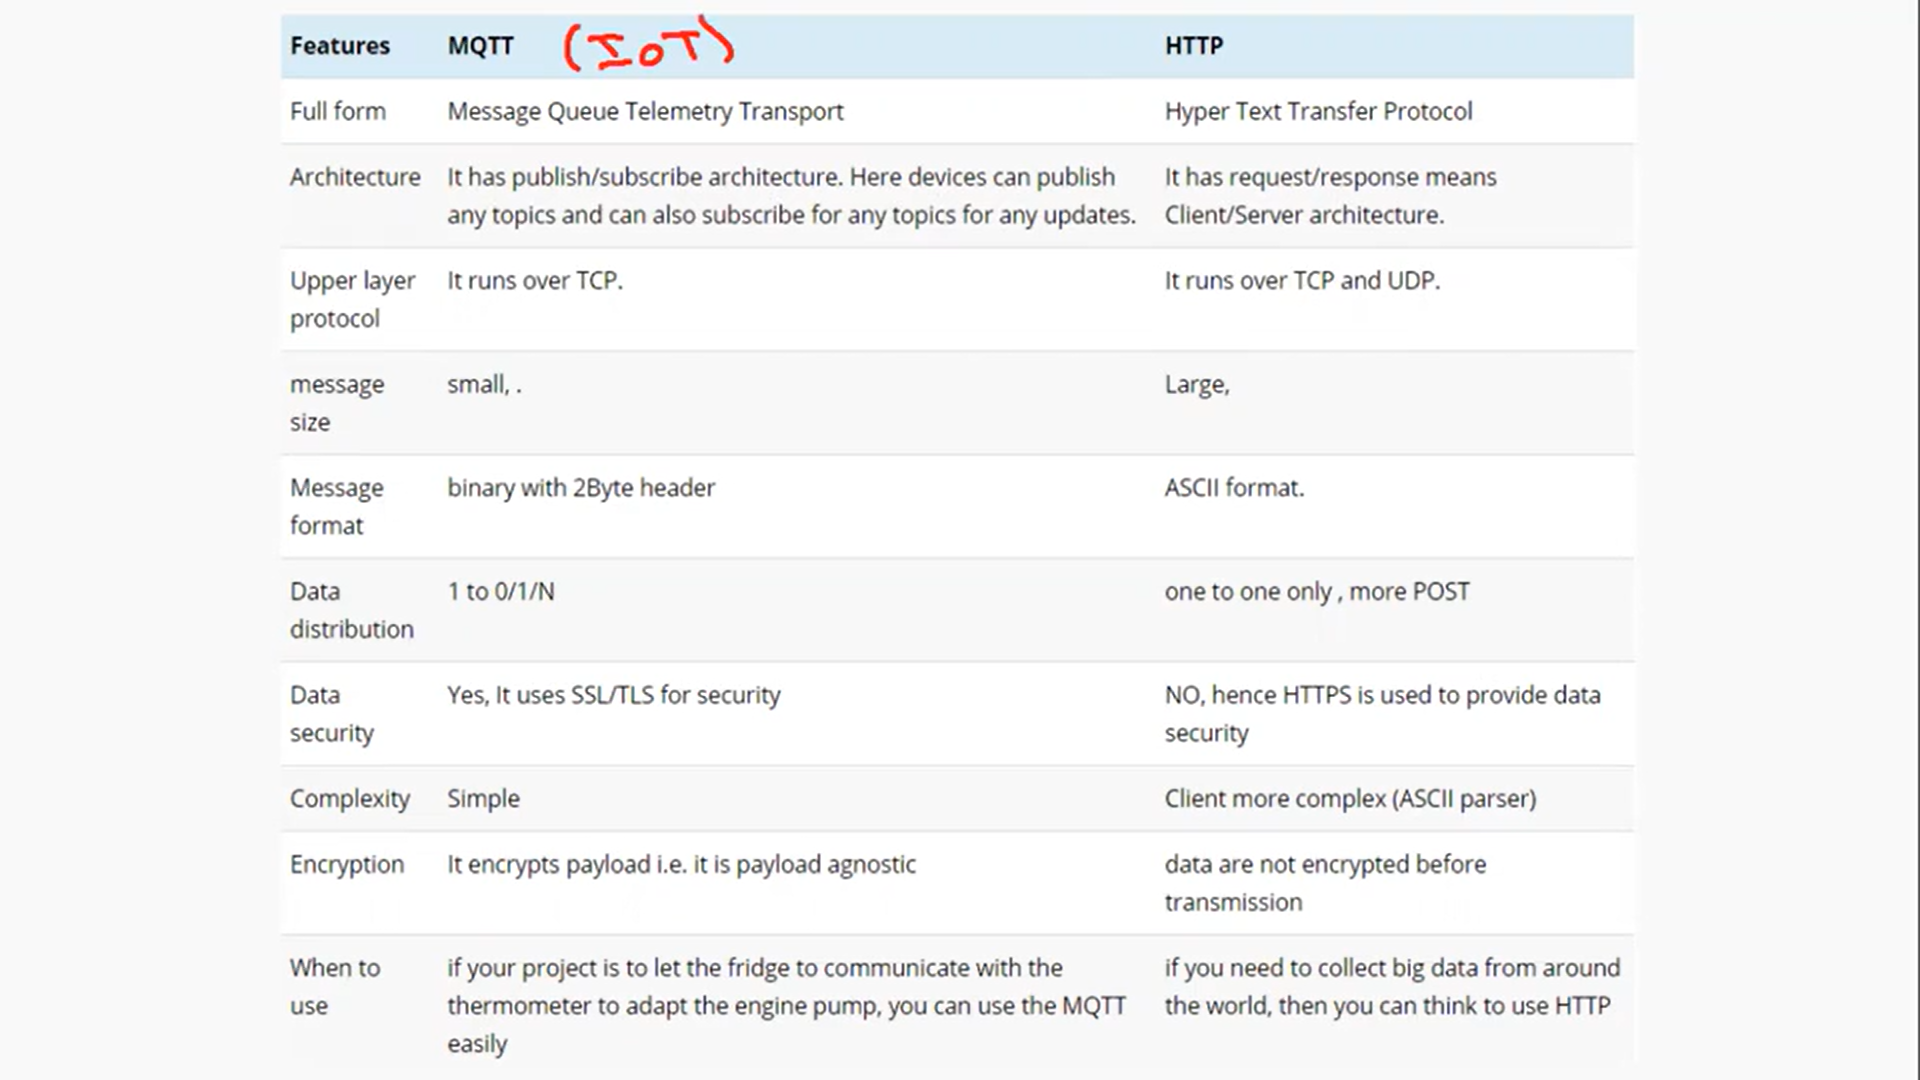 Features MQTT (IOT) HTTP
Full form Message Queue Telemetry Transport Hyper Text Transfer Protocol
Architecture It has publish/subscribe architecture. Here devices can publish It has request/response means
any topics and can also subscribe for any topics for any updates. Client/Server architecture.
Upper layer It runs over TCP. It runs over TCP and UDP.
protocol
message small, . Large,
size
Message binary with 2Byte header ASCII format.
format
Data 1 to 0/1/N one to one only , more POST
distribution
Data Yes, It uses SSL/TLS for security NO, hence HTTPS is used to provide data
security security
Complexity Simple Client more complex (ASCII parser)
Encryption It encrypts payload i.e. it is payload agnostic data are not encrypted before
transmission
When to if your project is to let the fridge to communicate with the if you need to collect big data from around
use thermometer to adapt the engine pump, you can use the MQTT the world, then you can think to use HTTP
easily